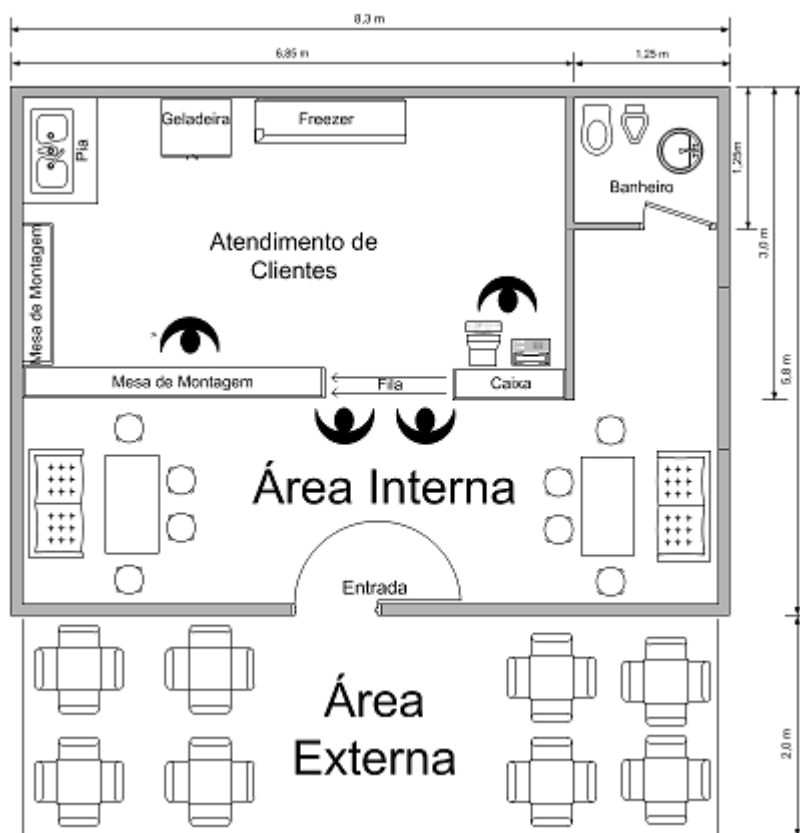 8,3 m
6,85 m
1,25 m
Geladeira
Freezer
Pia
Banheiro
1,25m
3,0 m
5,8 m
Mesa de Montagem
Atendimento de
Clientes
Mesa de Montagem
Fila
Caixa
Área Interna
Entrada
Área
Externa
2,0 m